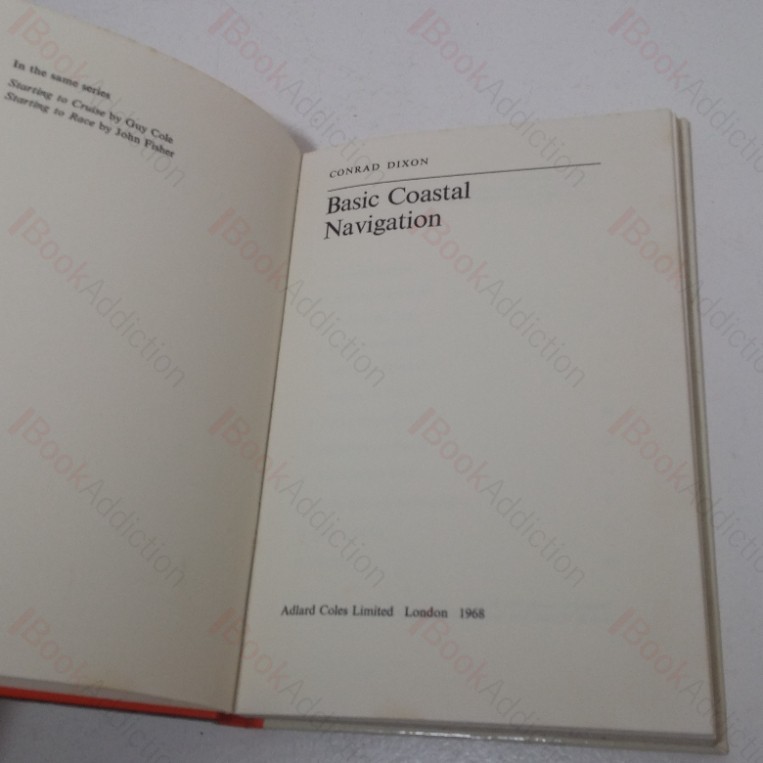 In the same series
Starting to Cruise by Guy Cole
Starting to Race by John Fisher
CONRAD DIXON
Basic Coastal
Navigation
Adlard Coles Limited London 1968
BookAddiction